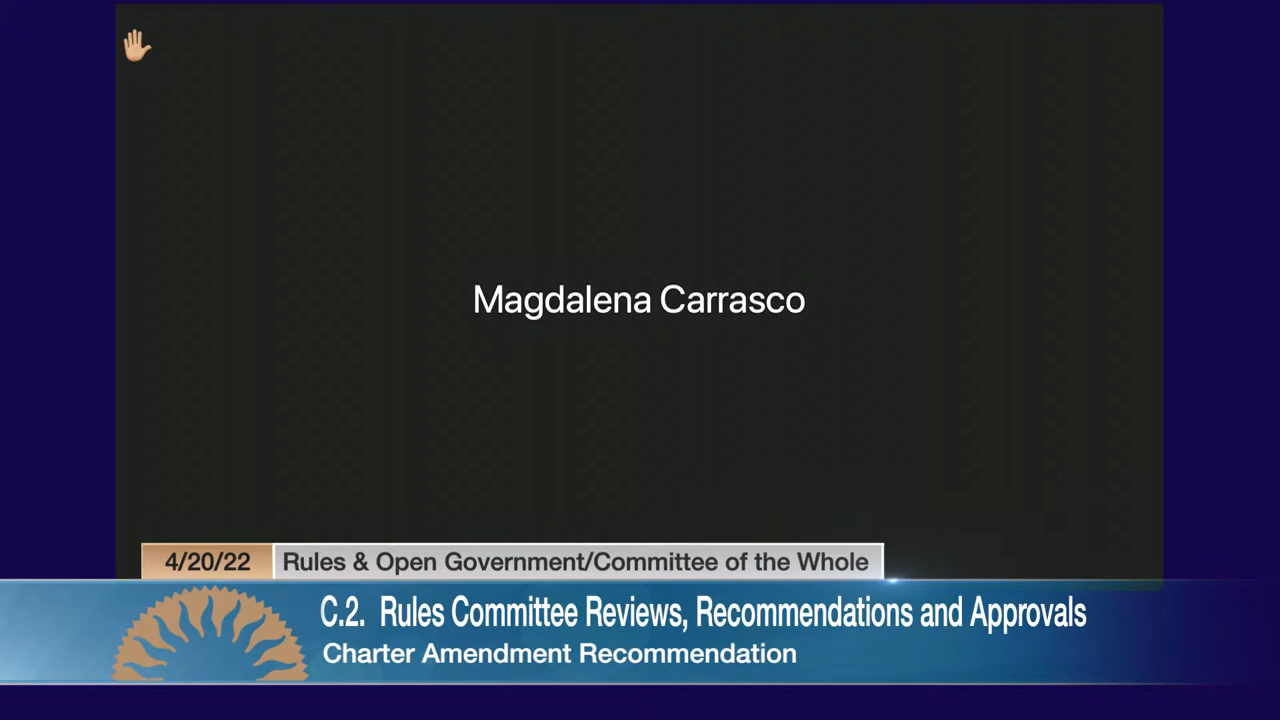 Magdalena Carrasco
4/20/22
Rules & Open Government/Committee of the Whole
C.2. Rules Committee Reviews, Recommendations and Approvals
Charter Amendment Recommendation